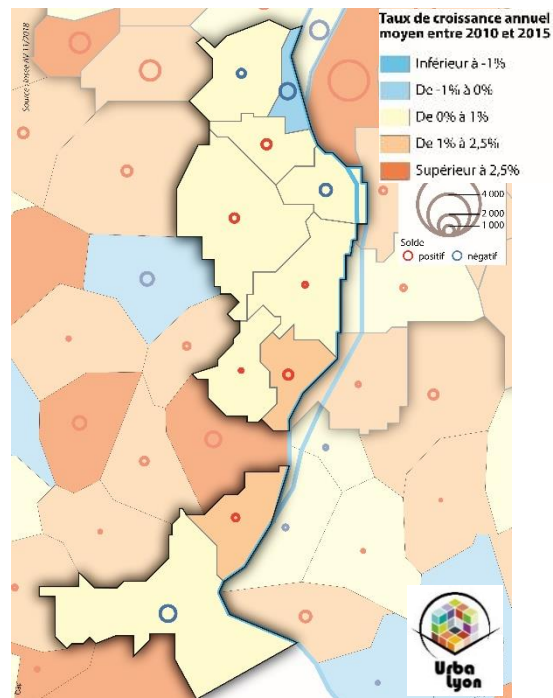 Taux de croissance annuel
moyen entre 2010 et 2015
Inférieur à -1%
De -1% à 0%
De 0% à 1%
De 1% à 2,5%
Supérieur à 2,5%
4 000
2 000
1 000
Solde
positif
négatif
Urba
Lyon